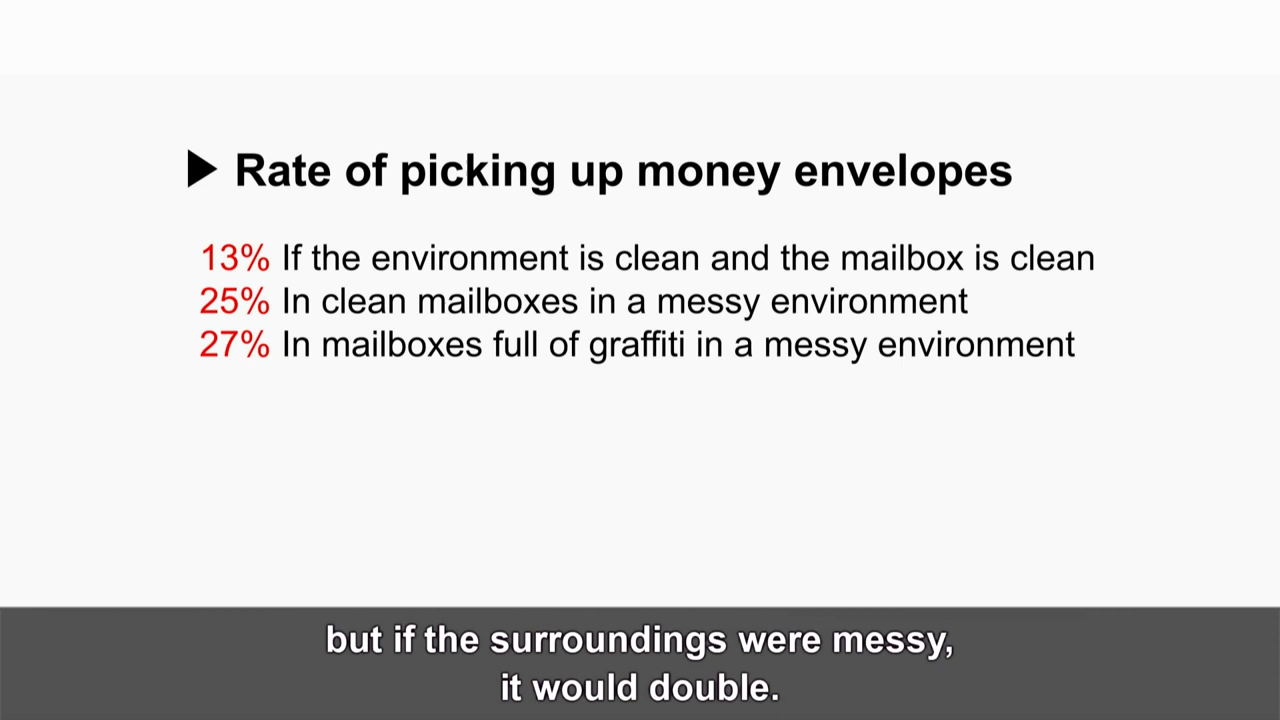 ▶ Rate of picking up money envelopes
13% If the environment is clean and the mailbox is clean
25% In clean mailboxes in a messy environment
27% In mailboxes full of graffiti in a messy environment
but if the surroundings were messy,
it would double.